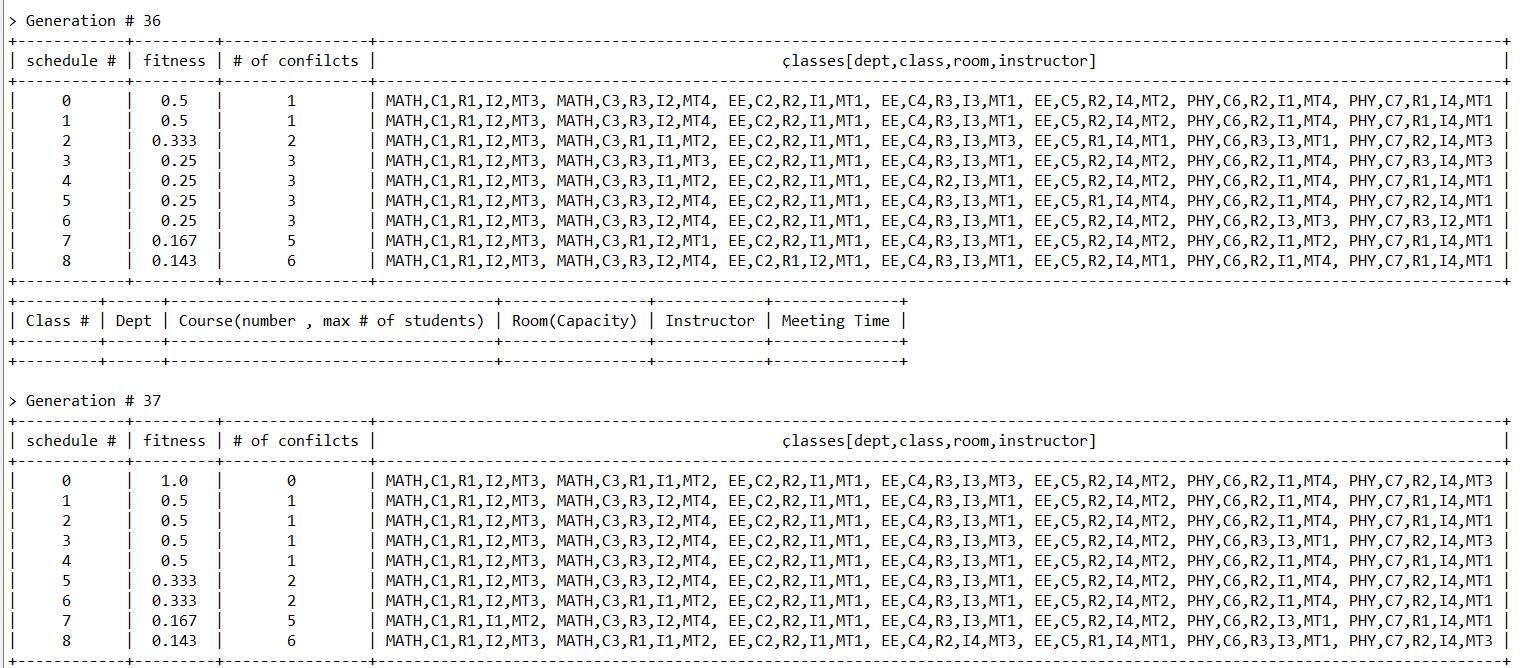 > Generation # 36
+------------+---------+----------------+-----------------------------------------------------------------------------------------------------------------------------+
| schedule # | fitness | # of confilcts | çlasses[dept,class,room,instructor] |
+------------+---------+----------------+-----------------------------------------------------------------------------------------------------------------------------+
| 0 | 0.5 | 1 | MATH,C1,R1,I2,MT3, MATH,C3,R3,I2,MT4, EE,C2,R2,I1,MT1, EE,C4,R3,I3,MT1, EE,C5,R2,I4,MT2, PHY,C6,R2,I1,MT4, PHY,C7,R1,I4,MT1 |
| 1 | 0.5 | 1 | MATH,C1,R1,I2,MT3, MATH,C3,R3,I2,MT4, EE,C2,R2,I1,MT1, EE,C4,R3,I3,MT1, EE,C5,R2,I4,MT2, PHY,C6,R2,I1,MT4, PHY,C7,R1,I4,MT1 |
| 2 | 0.333 | 2 | MATH,C1,R1,I2,MT3, MATH,C3,R1,I1,MT2, EE,C2,R2,I1,MT1, EE,C4,R3,I3,MT3, EE,C5,R1,I4,MT1, PHY,C6,R3,I3,MT1, PHY,C7,R2,I4,MT3 |
| 3 | 0.25 | 3 | MATH,C1,R1,I2,MT3, MATH,C3,R3,I1,MT3, EE,C2,R2,I1,MT1, EE,C4,R3,I3,MT1, EE,C5,R2,I4,MT2, PHY,C6,R2,I1,MT4, PHY,C7,R3,I4,MT3 |
| 4 | 0.25 | 3 | MATH,C1,R1,I2,MT3, MATH,C3,R3,I1,MT2, EE,C2,R2,I1,MT1, EE,C4,R2,I3,MT1, EE,C5,R2,I4,MT2, PHY,C6,R2,I1,MT4, PHY,C7,R1,I4,MT1 |
| 5 | 0.25 | 3 | MATH,C1,R1,I2,MT3, MATH,C3,R3,I2,MT4, EE,C2,R2,I1,MT1, EE,C4,R3,I3,MT1, EE,C5,R1,I4,MT4, PHY,C6,R2,I1,MT4, PHY,C7,R2,I4,MT1 |
| 6 | 0.25 | 3 | MATH,C1,R1,I2,MT3, MATH,C3,R3,I2,MT4, EE,C2,R2,I1,MT1, EE,C4,R3,I3,MT1, EE,C5,R2,I4,MT2, PHY,C6,R2,I3,MT3, PHY,C7,R3,I2,MT1 |
| 7 | 0.167 | 5 | MATH,C1,R1,I2,MT3, MATH,C3,R1,I2,MT1, EE,C2,R2,I1,MT1, EE,C4,R3,I3,MT1, EE,C5,R2,I4,MT2, PHY,C6,R2,I1,MT2, PHY,C7,R1,I4,MT1 |
| 8 | 0.143 | 6 | MATH,C1,R1,I2,MT3, MATH,C3,R3,I2,MT4, EE,C2,R1,I2,MT1, EE,C4,R3,I3,MT1, EE,C5,R2,I4,MT1, PHY,C6,R2,I1,MT4, PHY,C7,R1,I4,MT1 |
+------------+---------+----------------+-----------------------------------------------------------------------------------------------------------------------------+
+---------+------+-------------------------------------+----------------+------------+--------------+
| Class # | Dept | Course(number , max # of students) | Room(Capacity) | Instructor | Meeting Time |
+---------+------+-------------------------------------+----------------+------------+--------------+
+---------+------+-------------------------------------+----------------+------------+--------------+
> Generation # 37
+------------+---------+----------------+-----------------------------------------------------------------------------------------------------------------------------+
| schedule # | fitness | # of confilcts | çlasses[dept,class,room,instructor] |
+------------+---------+----------------+-----------------------------------------------------------------------------------------------------------------------------+
| 0 | 1.0 | 0 | MATH,C1,R1,I2,MT3, MATH,C3,R1,I1,MT2, EE,C2,R2,I1,MT1, EE,C4,R3,I3,MT3, EE,C5,R2,I4,MT2, PHY,C6,R2,I1,MT4, PHY,C7,R2,I4,MT3 |
| 1 | 0.5 | 1 | MATH,C1,R1,I2,MT3, MATH,C3,R3,I2,MT4, EE,C2,R2,I1,MT1, EE,C4,R3,I3,MT1, EE,C5,R2,I4,MT2, PHY,C6,R2,I1,MT4, PHY,C7,R1,I4,MT1 |
| 2 | 0.5 | 1 | MATH,C1,R1,I2,MT3, MATH,C3,R3,I2,MT4, EE,C2,R2,I1,MT1, EE,C4,R3,I3,MT1, EE,C5,R2,I4,MT2, PHY,C6,R2,I1,MT4, PHY,C7,R1,I4,MT1 |
| 3 | 0.5 | 1 | MATH,C1,R1,I2,MT3, MATH,C3,R3,I2,MT4, EE,C2,R2,I1,MT1, EE,C4,R3,I3,MT3, EE,C5,R2,I4,MT2, PHY,C6,R3,I3,MT1, PHY,C7,R2,I4,MT3 |
| 4 | 0.5 | 1 | MATH,C1,R1,I2,MT3, MATH,C3,R3,I2,MT4, EE,C2,R2,I1,MT1, EE,C4,R3,I3,MT1, EE,C5,R2,I4,MT2, PHY,C6,R2,I1,MT4, PHY,C7,R1,I4,MT1 |
| 5 | 0.333 | 2 | MATH,C1,R1,I2,MT3, MATH,C3,R3,I2,MT4, EE,C2,R2,I1,MT1, EE,C4,R3,I3,MT1, EE,C5,R2,I4,MT2, PHY,C6,R2,I1,MT4, PHY,C7,R2,I4,MT1 |
| 6 | 0.333 | 2 | MATH,C1,R1,I2,MT3, MATH,C3,R1,I1,MT2, EE,C2,R2,I1,MT1, EE,C4,R3,I3,MT1, EE,C5,R2,I4,MT2, PHY,C6,R2,I1,MT4, PHY,C7,R2,I4,MT1 |
| 7 | 0.167 | 5 | MATH,C1,R1,I1,MT2, MATH,C3,R3,I2,MT4, EE,C2,R2,I1,MT1, EE,C4,R3,I3,MT1, EE,C5,R2,I4,MT2, PHY,C6,R3,I1,MT1, PHY,C7,R1,I4,MT1 |
| 8 | 0.143 | 6 | MATH,C1,R1,I2,MT3, MATH,C3,R1,I1,MT2, EE,C2,R2,I1,MT1, EE,C4,R2,I4,MT3, EE,C5,R1,I4,MT1, PHY,C6,R3,I3,MT1, PHY,C7,R2,I4,MT3 |
+------------+---------+----------------+-----------------------------------------------------------------------------------------------------------------------------+